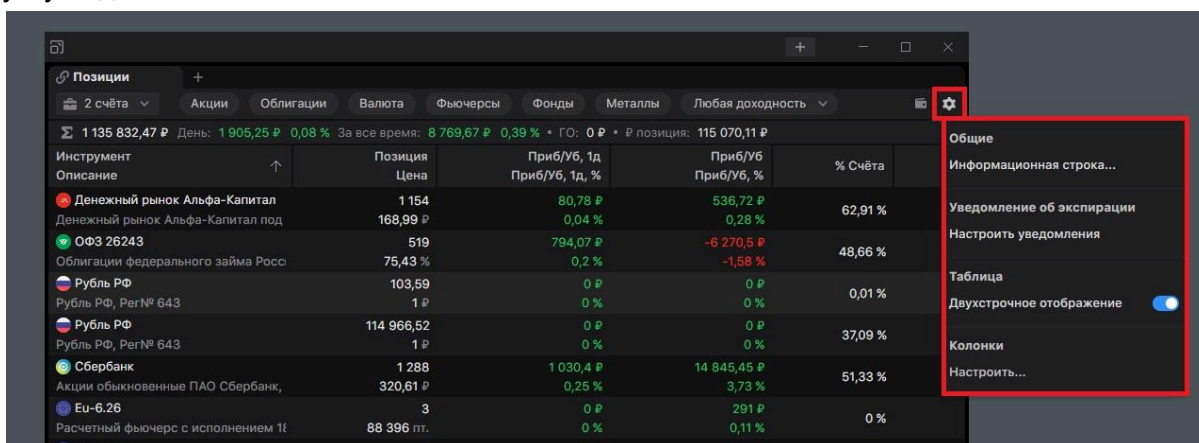 Позиции
2 счёта Акции Облигации Валюта Фьючерсы Фонды Металлы Любая доходность
Σ 1 135 832,47 ₽ День: 1 905,25 ₽ 0,08 % За все время: 8 769,67 ₽ 0,39 % • ГО: 0 ₽ • ₽ позиция: 115 070,11 ₽
Инструмент Позиция Приб/Уб, 1д Приб/Уб % Счёта
Описание Цена Приб/Уб, 1д, % Приб/Уб, %
Денежный рынок Альфа-Капитал 1 154 80,78 ₽ 536,72 ₽ 62,91 %
Денежный рынок Альфа-Капитал под 168,99 ₽ 0,04 % 0,28 %
ОФЗ 26243 519 794,07 ₽ -6 270,5 ₽ 48,66 %
Облигации федерального займа Росс 75,43 % 0,2 % -1,58 %
Рубль РФ 103,59 0 ₽ 0 ₽ 0,01 %
Рубль РФ, Рег№ 643 1 ₽ 0 % 0 %
Рубль РФ 114 966,52 0 ₽ 0 ₽ 37,09 %
Рубль РФ, Рег№ 643 1 ₽ 0 % 0 %
Сбербанк 1 288 1 030,4 ₽ 14 845,45 ₽ 51,33 %
Акции обыкновенные ПАО Сбербанк, 320,61 ₽ 0,25 % 3,73 %
Eu-6.26 3 0 ₽ 291 ₽ 0 %
Расчетный фьючерс с исполнением 18 88 396 пт. 0 % 0,11 %
Общие
Информационная строка...
Уведомление об экспирации
Настроить уведомления
Таблица
Двухстрочное отображение
Колонки
Настроить...